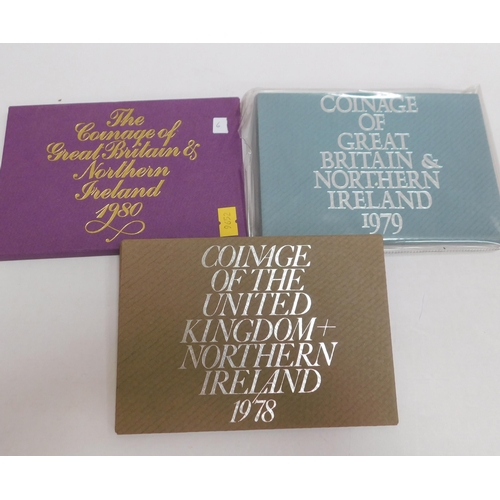 The
Coinage of
Great Britain &
Northern
Ireland
1980
COINAGE
OF
GREAT
BRITAIN &
NORTHERN
IRELAND
1979
COINAGE
OF THE
UNITED
KINGDOM+
NORTHERN
IRELAND
1978